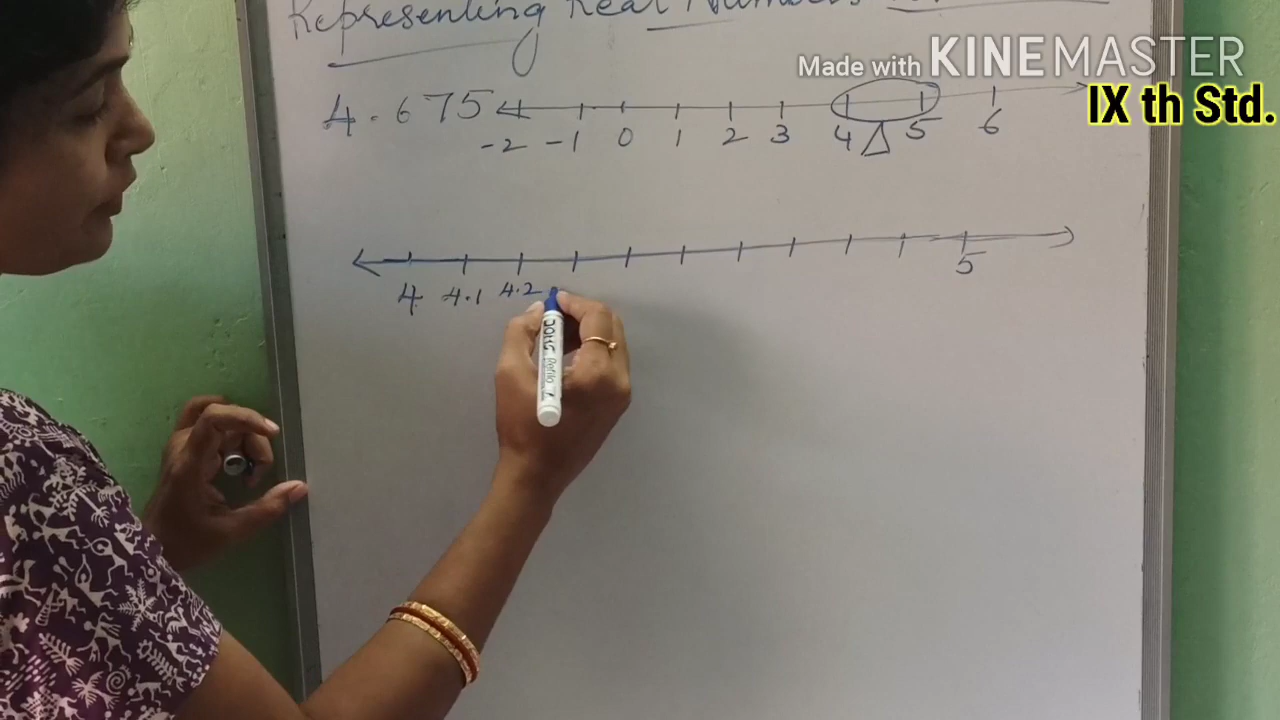 Representing Real Numbers
Made with KINEMASTER
IX th Std.
4.675
-2 -1 0 1 2 3 4 5 6
4 4.1 4.2 5
DOMS